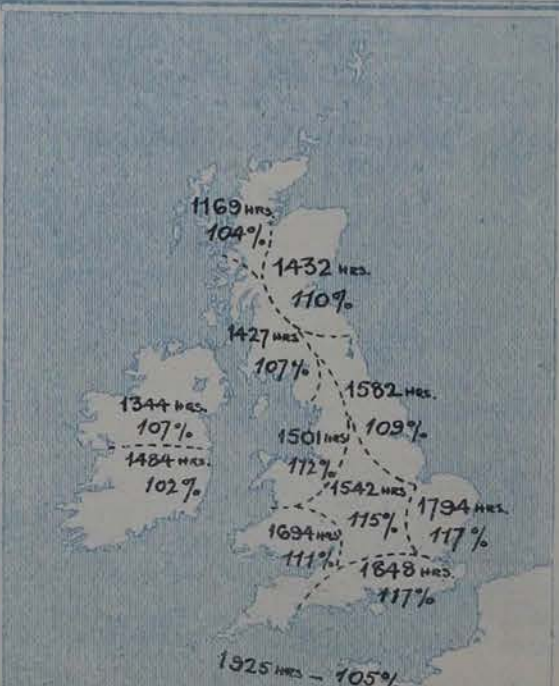 1169 HRS.
104%
1432 HRS.
110%
1427 HRS
107%
1582 HRS.
109%
1344 HRS.
107%
1484 HRS.
102%
1501 HRS
112%
1542 HRS
115%
1794 HRS.
117%
1694 HRS
111%
1848 HRS.
117%
1925 HRS - 105%